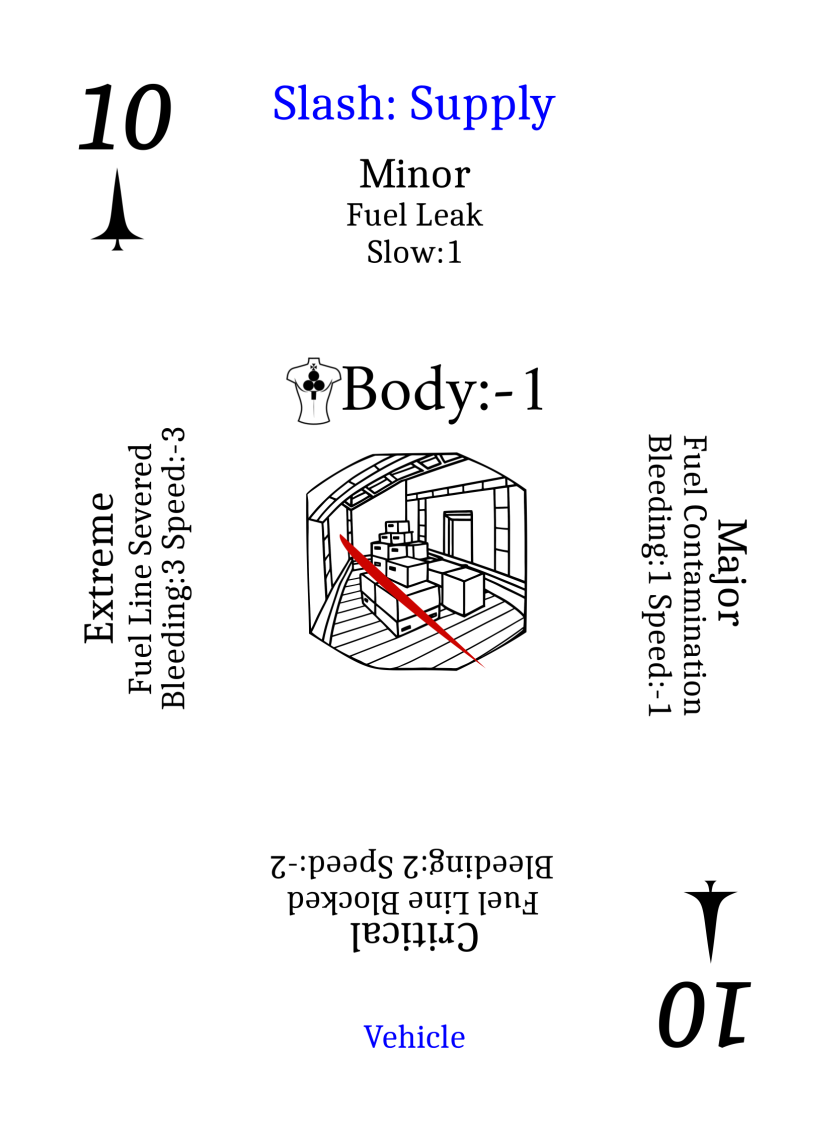 10
Slash: Supply
Minor
Fuel Leak
Slow:1
Body:-1
Extreme
Fuel Line Severed
Bleeding:3 Speed:-3
Major
Fuel Contamination
Bleeding:1 Speed:-1
Critical
Fuel Line Blocked
Bleeding:2 Speed:-2
Vehicle
10